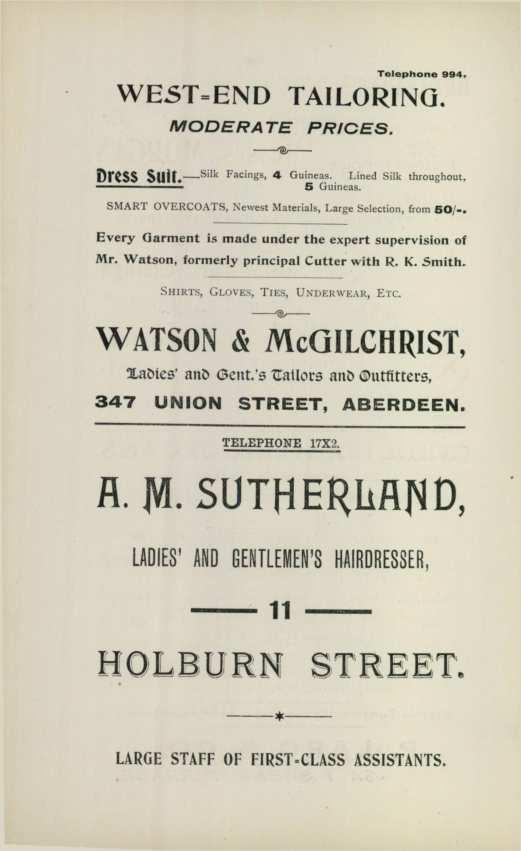 Telephone 994.
WEST-END TAILORING.
MODERATE PRICES.
Dress Suit.—Silk Facings, 4 Guineas. Lined Silk throughout,
5 Guineas.
SMART OVERCOATS, Newest Materials, Large Selection, from 50/-.
Every Garment is made under the expert supervision of
Mr. Watson, formerly principal Cutter with R. K. Smith.
SHIRTS, GLOVES, TIES, UNDERWEAR, ETC.
WATSON & McGILCHRIST,
Ladies' and Gent.'s Tailors and Outfitters,
347 UNION STREET, ABERDEEN.
TELEPHONE 17X2.
A. M. SUTHERLAND,
LADIES' AND GENTLEMEN'S HAIRDRESSER,
11
HOLBURN STREET.
LARGE STAFF OF FIRST-CLASS ASSISTANTS.